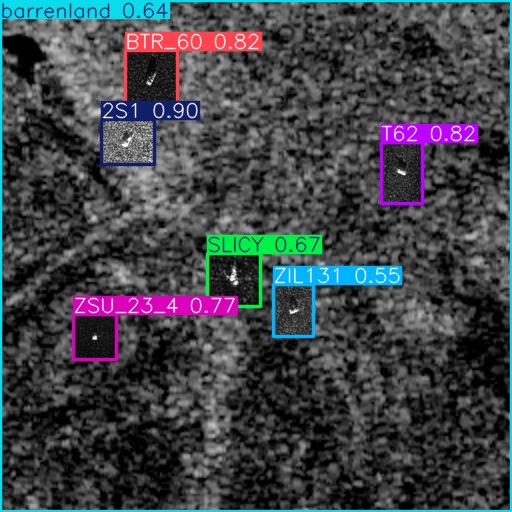 barrenland 0.64
BTR_60 0.82
2S1 0.90
T62 0.82
SLICY 0.67
ZIL131 0.55
ZSU_23_4 0.77